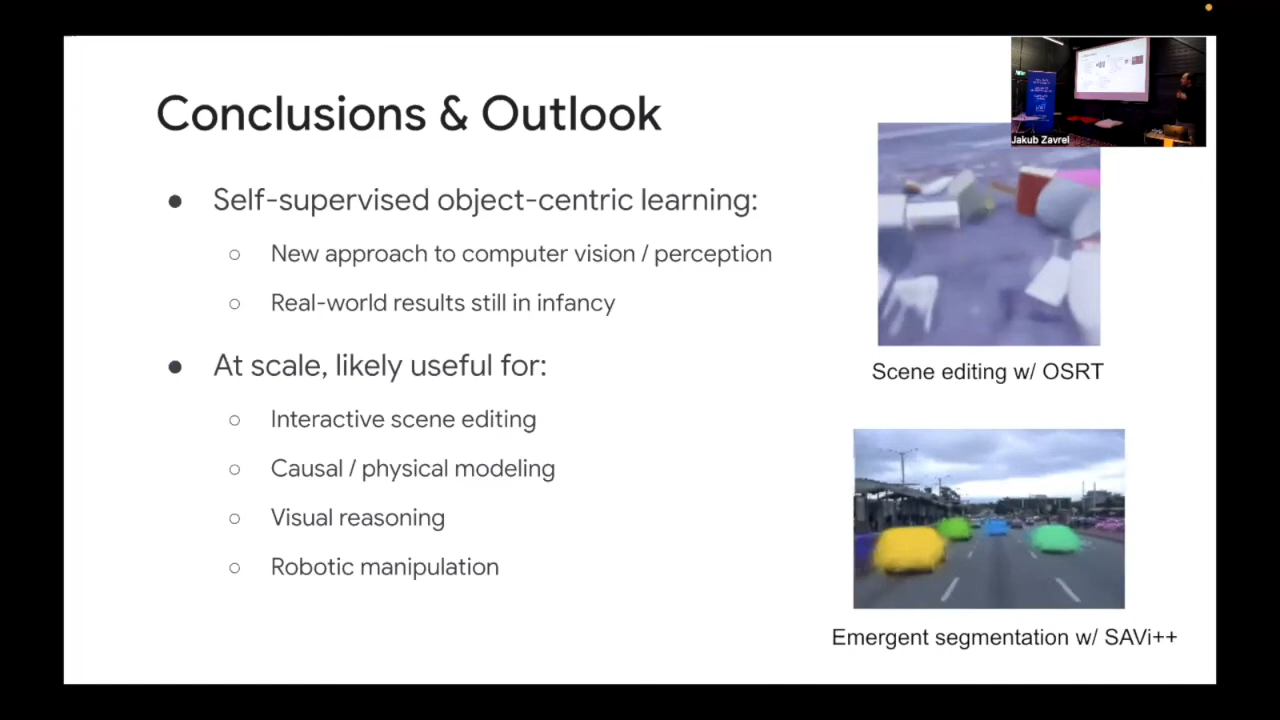 Conclusions & Outlook
● Self-supervised object-centric learning:
○ New approach to computer vision / perception
○ Real-world results still in infancy
● At scale, likely useful for:
○ Interactive scene editing
○ Causal / physical modeling
○ Visual reasoning
○ Robotic manipulation
Jakub Zavrel
Scene editing w/ OSRT
Emergent segmentation w/ SAVi++